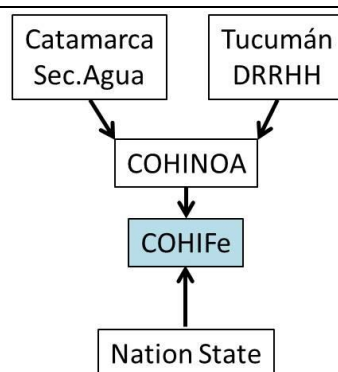 Catamarca
Sec.Agua
Tucumán
DRRHH
COHINOA
COHIFe
Nation State